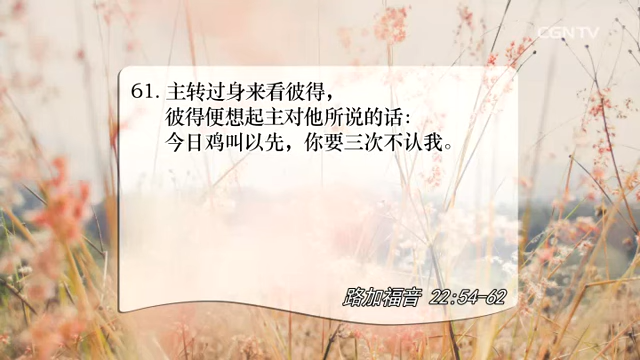 CGNTV
61. 主转过身来看彼得，
彼得便想起主对他所说的话：
今日鸡叫以先，你要三次不认我。
路加福音 22:54-62